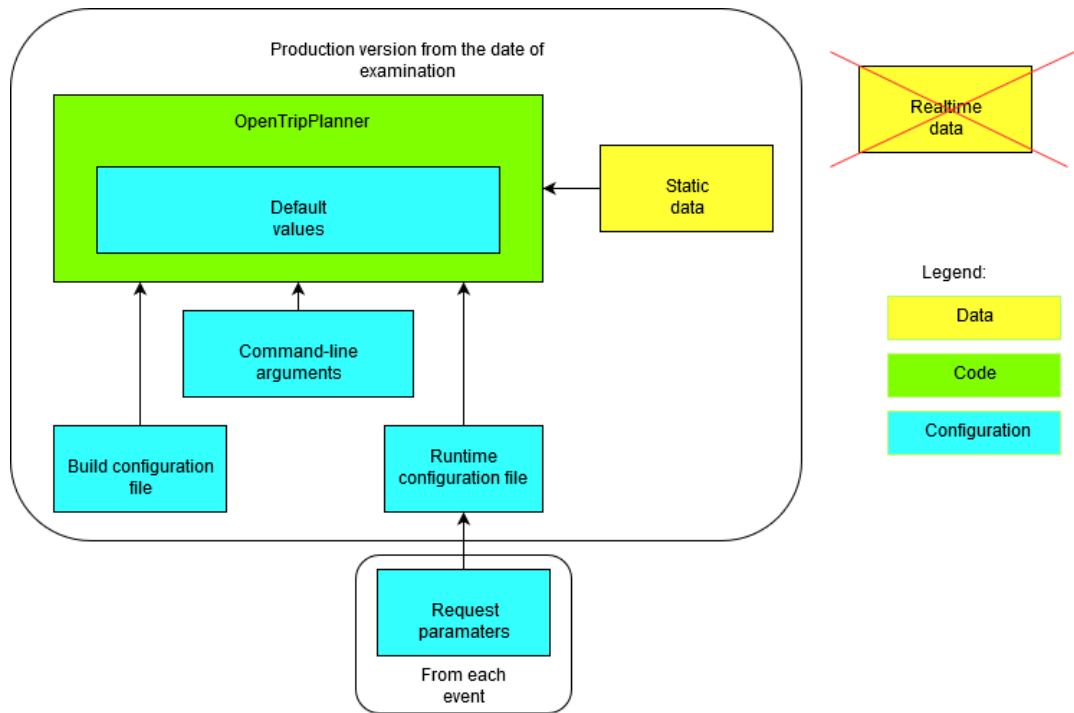 Production version from the date of
examination
OpenTripPlanner
Default
values
Static
data
Realtime
data
Command-line
arguments
Build configuration
file
Runtime
configuration file
Request
paramaters
From each
event
Legend:
Data
Code
Configuration